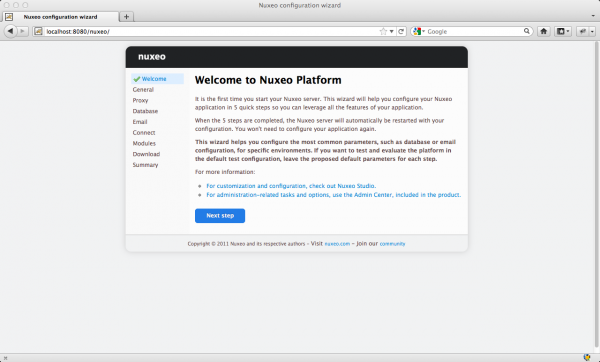 Nuxeo configuration wizard
Nuxeo configuration wizard
localhost:8080/nuxeo/
Google
nuxeo
Welcome
General
Proxy
Database
Email
Connect
Modules
Download
Summary
Welcome to Nuxeo Platform
It is the first time you start your Nuxeo server. This wizard will help you configure your Nuxeo
application in 5 quick steps so you can leverage all the features of your application.
When the 5 steps are completed, the Nuxeo server will automatically be restarted with your
configuration. You won't need to configure your application again.
This wizard helps you configure the most common parameters, such as database or email
configuration, for specific environments. If you want to test and evaluate the platform in
the default test configuration, leave the proposed default parameters for each step.
For more information:
For customization and configuration, check out Nuxeo Studio.
For administration-related tasks and options, use the Admin Center, included in the product.
Next step
Copyright © 2011 Nuxeo and its respective authors - Visit nuxeo.com - Join our community